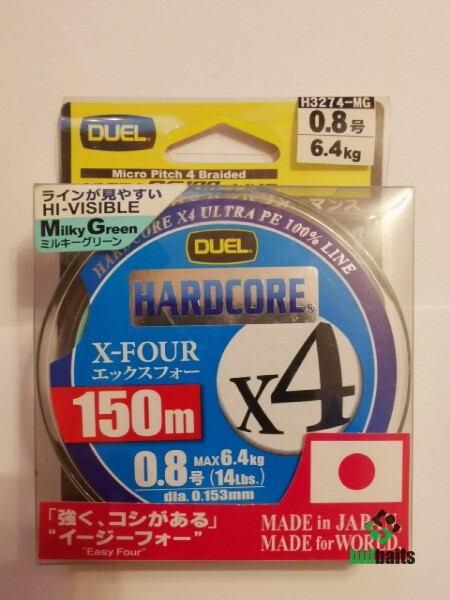 H3274-MG
0.8号
6.4kg
DUEL
Micro Pitch 4 Braided
ラインが見やすい
HI-VISIBLE
Milky Green
ミルキーグリーン
HARDCORE X4 ULTRA PE 100% LINE
DUEL
HARDCORE®
X-FOUR
エックスフォー
x4
150m
0.8号 MAX6.4kg (14Lbs.)
dia. 0.153mm
「強く、コシがある」
"イージーフォー"
"Easy Four"
MADE in JAPA
MADE for WORLD.
baits